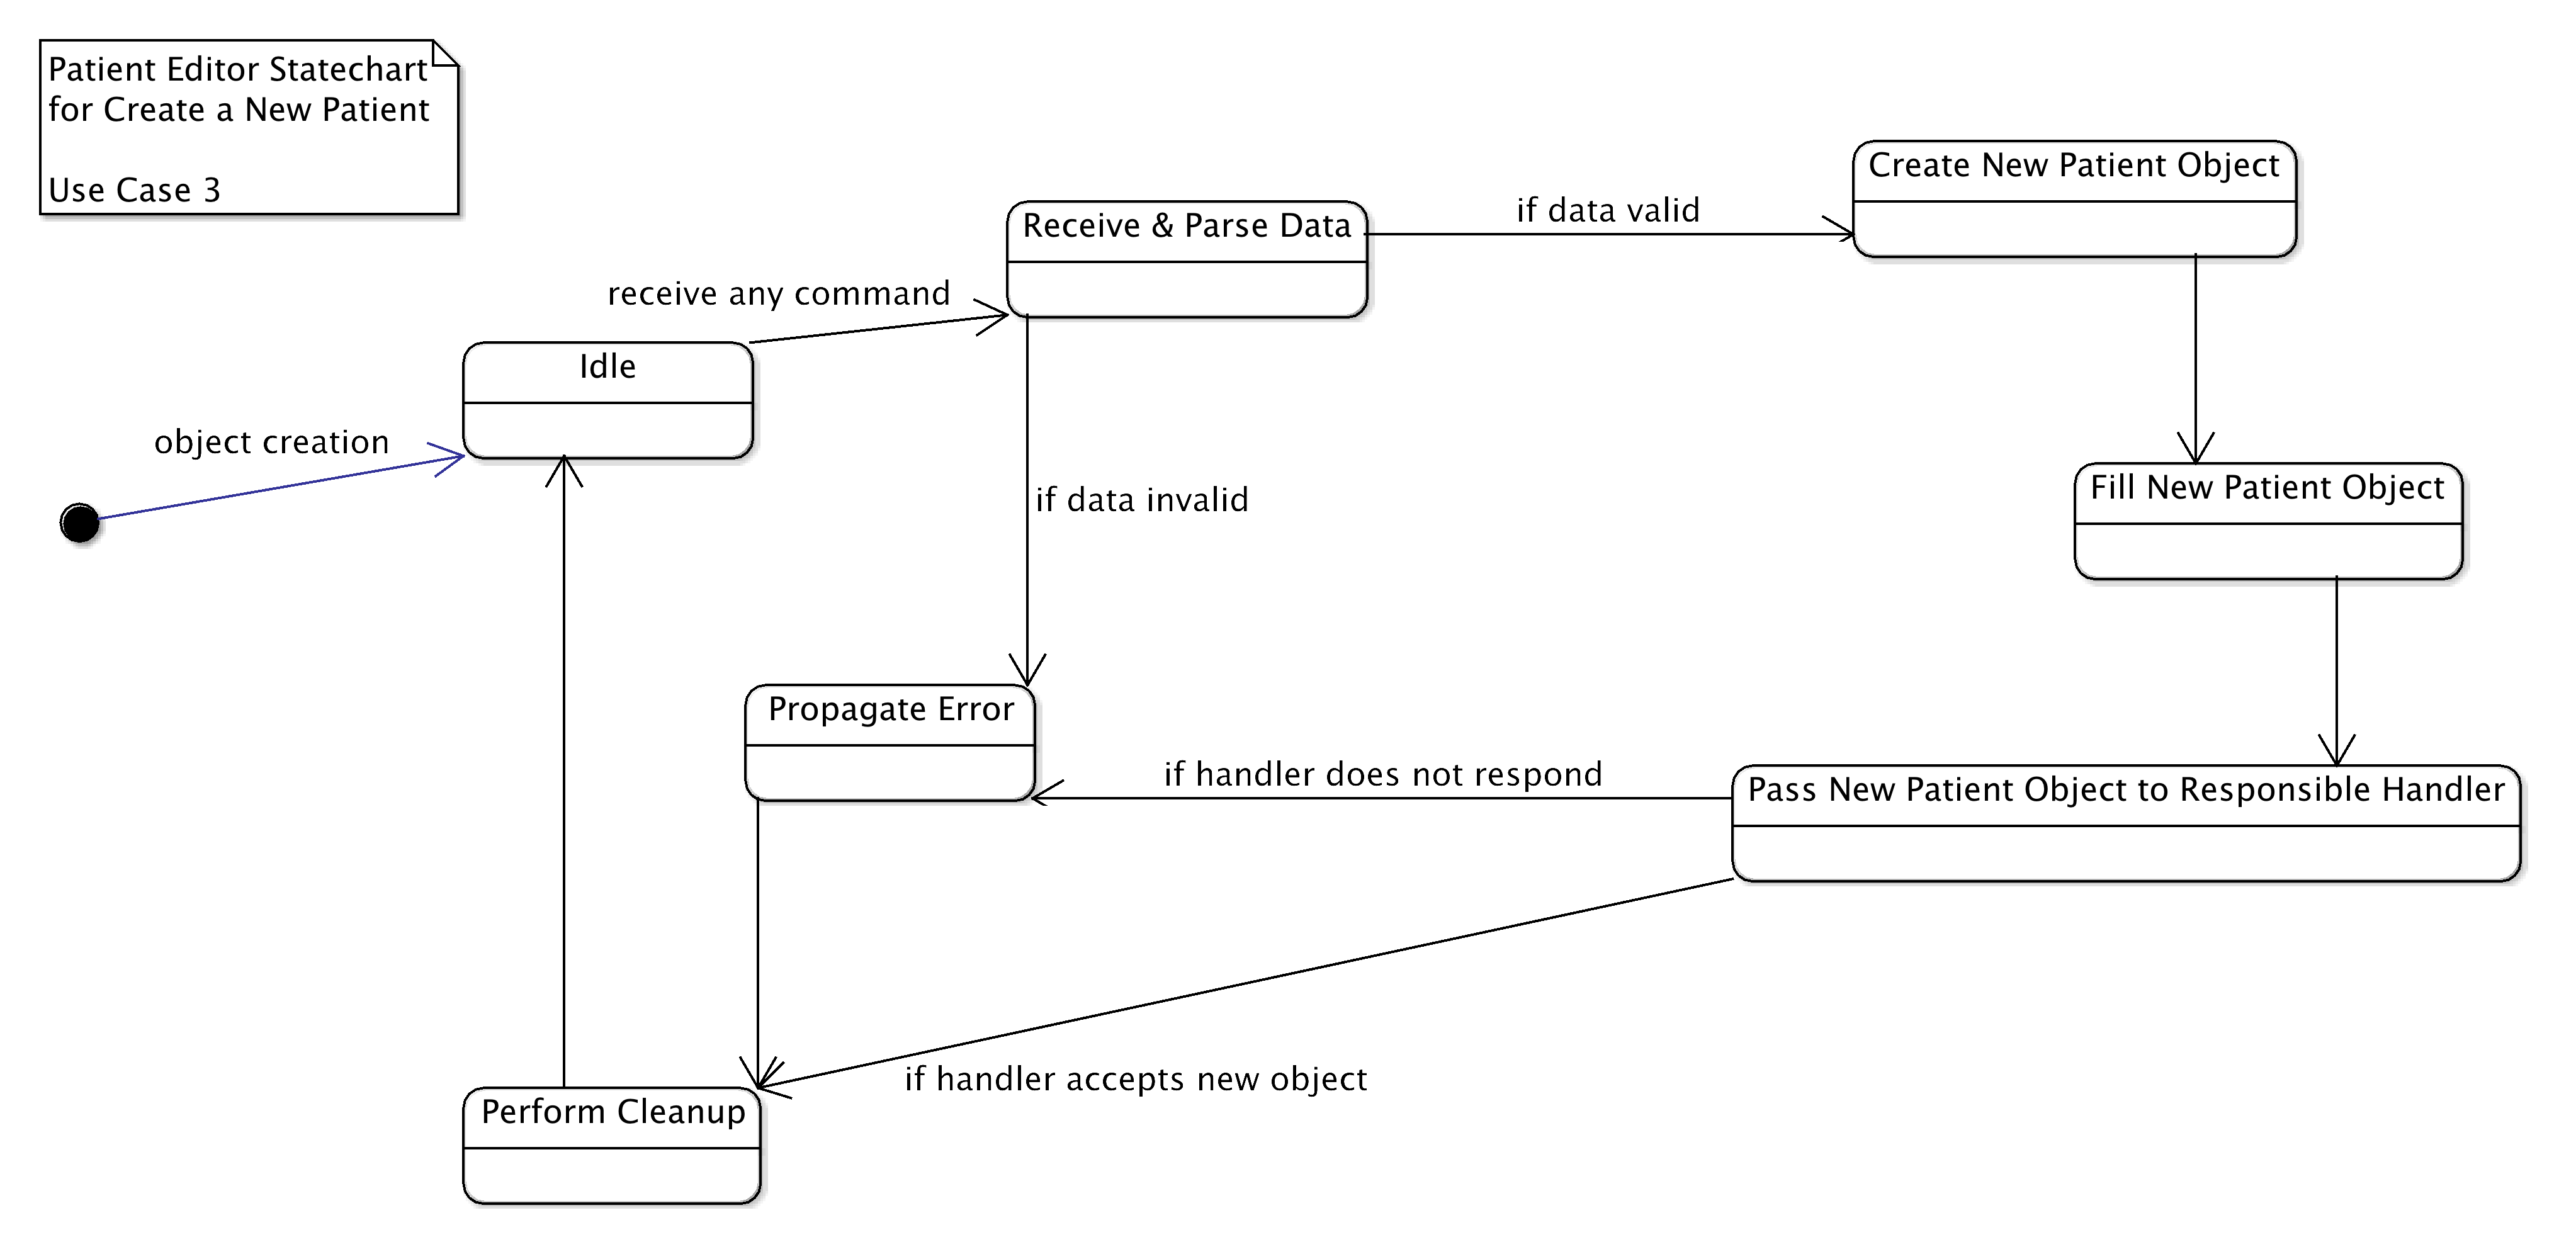 Patient Editor Statechart
for Create a New Patient
Use Case 3
Create New Patient Object
if data valid
Receive & Parse Data
receive any command
Idle
object creation
if data invalid
Fill New Patient Object
Propagate Error
if handler does not respond
Pass New Patient Object to Responsible Handler
if handler accepts new object
Perform Cleanup